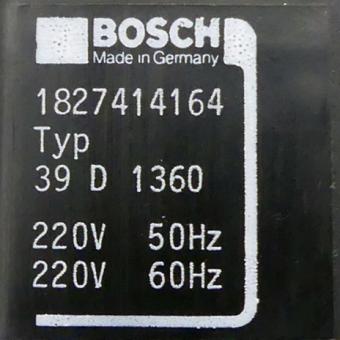 BOSCH
Made in Germany
1827414164
Typ
39 D 1360
220V 50Hz
220V 60Hz